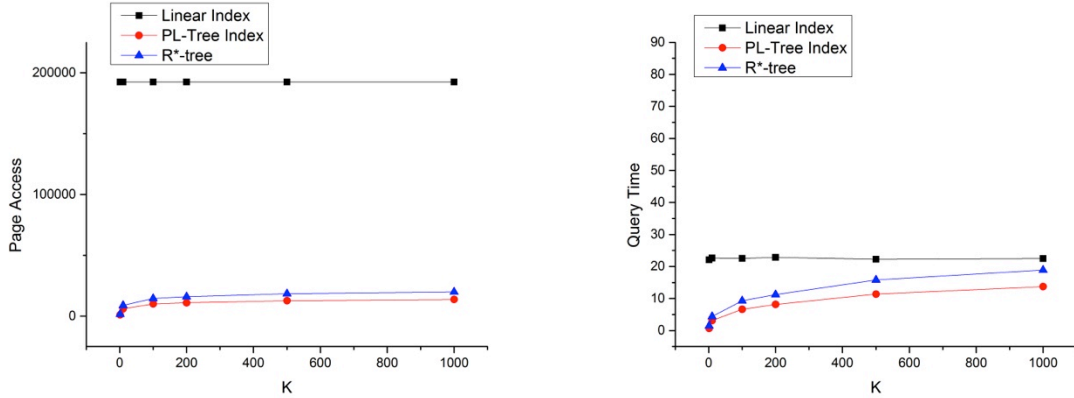 Linear Index
PL-Tree Index
R*-tree
200000
100000
0
Page Access
0 200 400 600 800 1000
K
Linear Index
PL-Tree Index
R*-tree
90
80
70
60
50
40
30
20
10
0
Query Time
0 200 400 600 800 1000
K